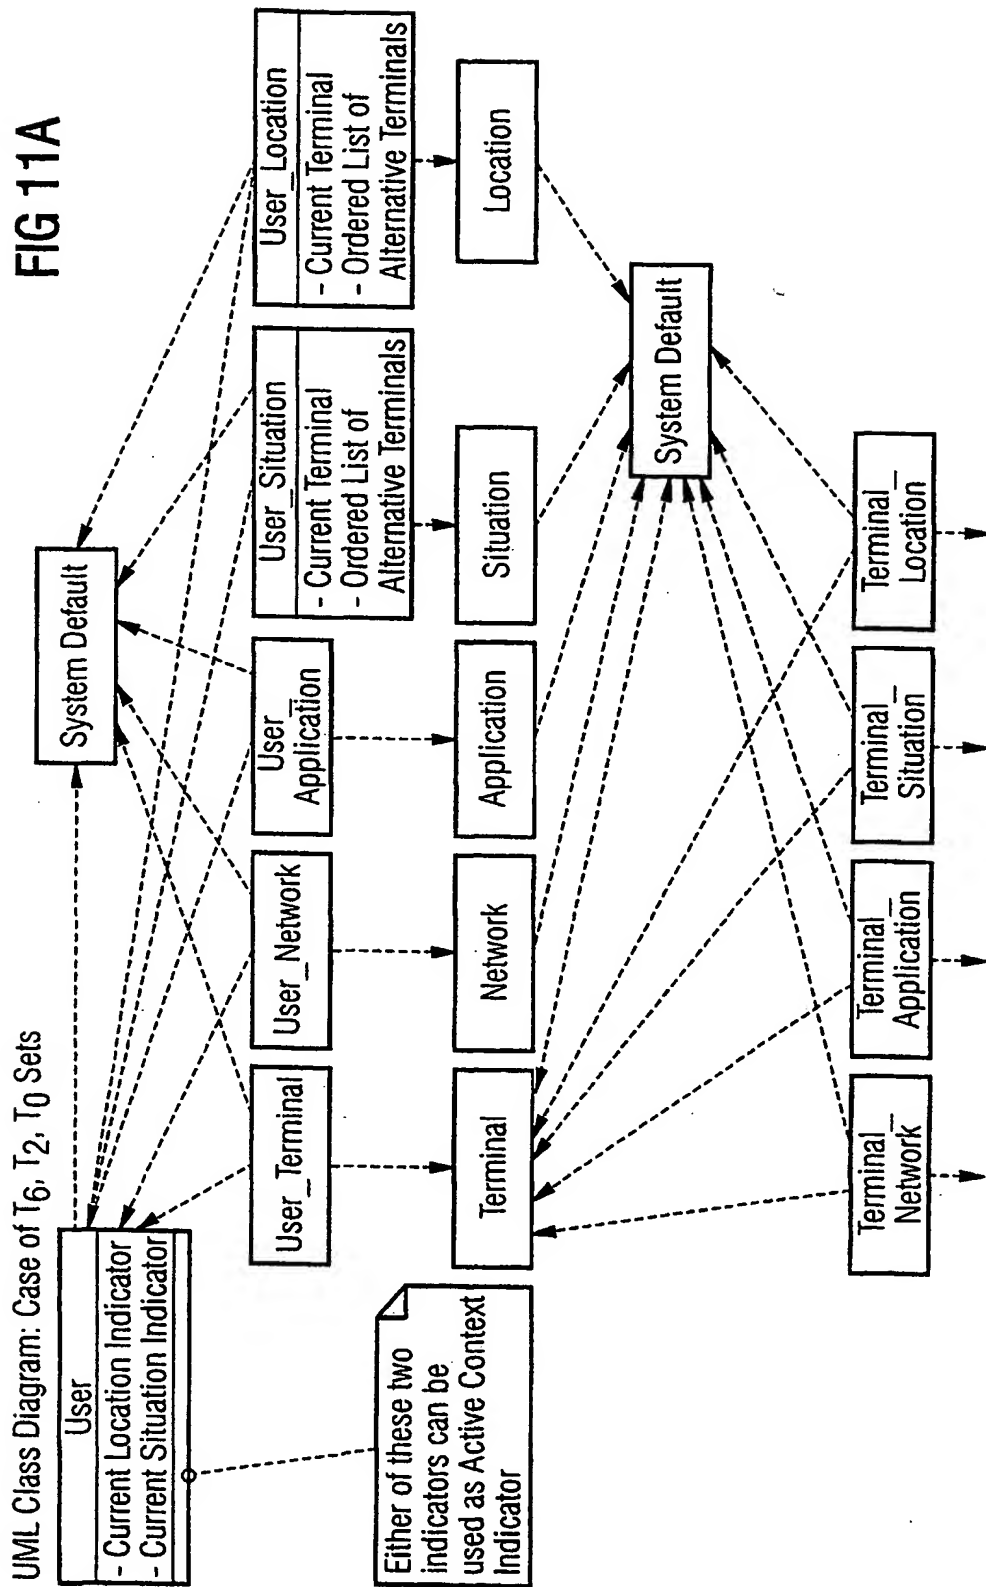 FIG 11A
UML Class Diagram: Case of T6, T2, T0 Sets
User
- Current Location Indicator
- Current Situation Indicator
System Default
Either of these two
indicators can be
used as Active Context
Indicator
User_Terminal
User_Network
User_
Application
User_Situation
- Current Terminal
- Ordered List of
Alternative Terminals
User_Location
- Current Terminal
- Ordered List of
Alternative Terminals
Terminal
Network
Application
Situation
Location
System Default
Terminal_
Network
Terminal_
Application
Terminal_
Situation
Terminal_
Location